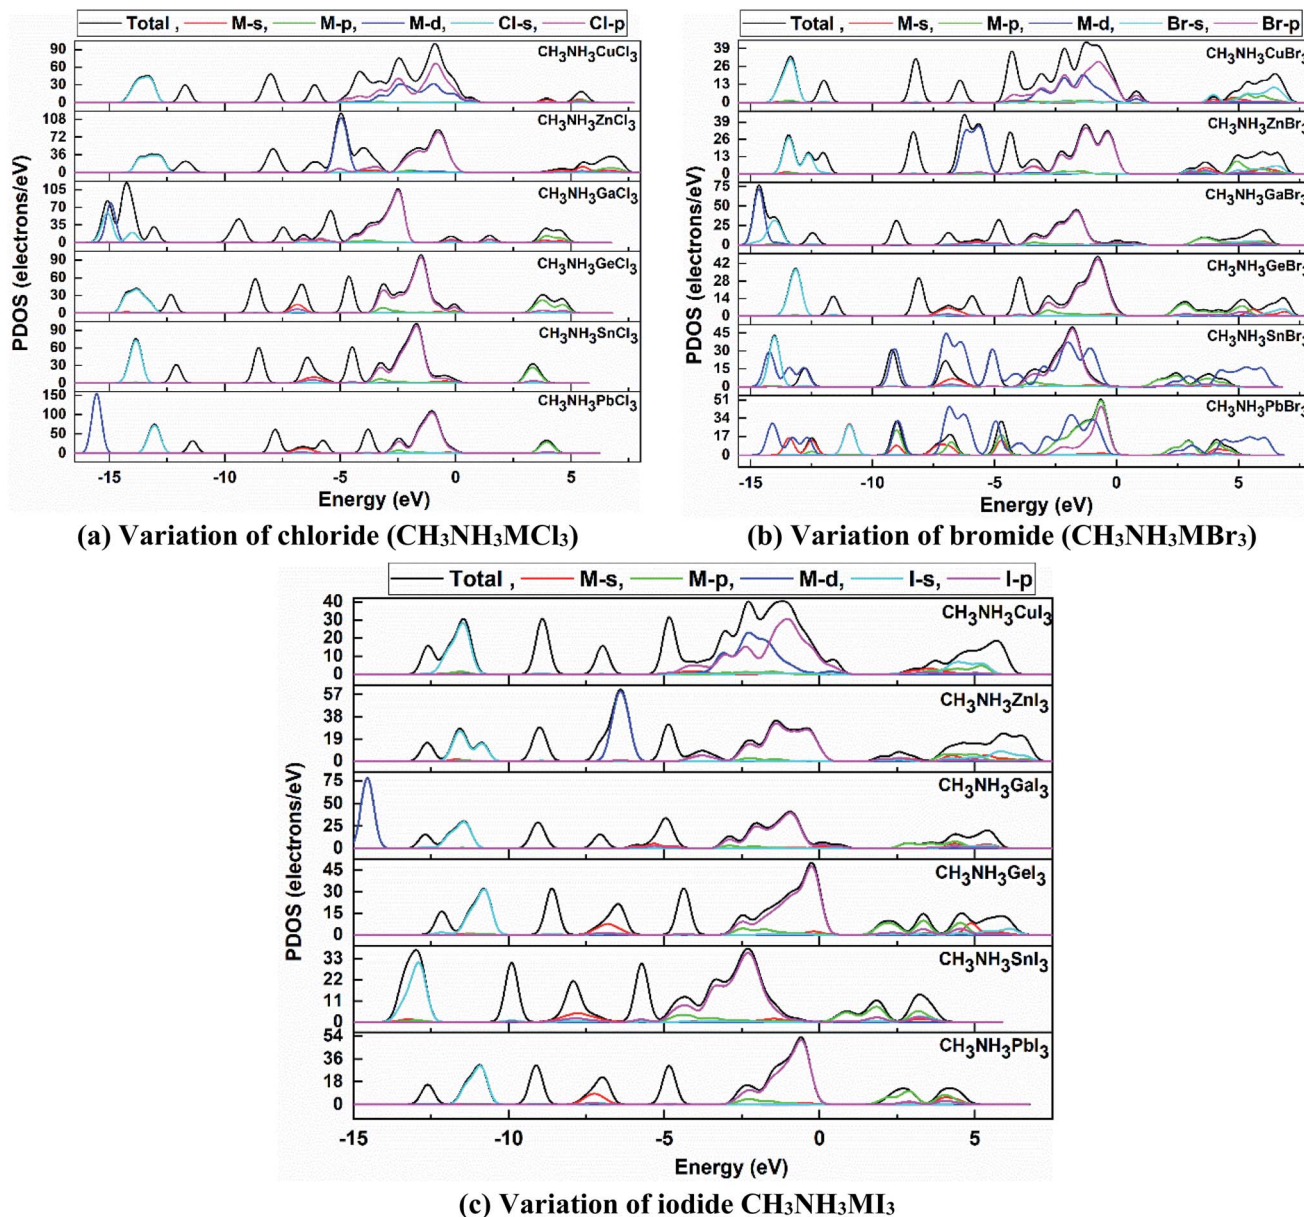 Total , M-s, M-p, M-d, Cl-s, Cl-p
PDOS (electrons/eV)
90
60
30
0
CH₃NH₃CuCl₃
108
72
36
0
CH₃NH₃ZnCl₃
105
70
35
0
CH₃NH₃GaCl₃
90
60
30
0
CH₃NH₃GeCl₃
90
60
30
0
CH₃NH₃SnCl₃
150
100
50
0
CH₃NH₃PbCl₃
-15 -10 -5 0 5
Energy (eV)
(a) Variation of chloride (CH₃NH₃MCl₃)
Total , M-s, M-p, M-d, Br-s, Br-p
PDOS (electrons/eV)
39
26
13
0
CH₃NH₃CuBr₃
39
26
13
0
CH₃NH₃ZnBr₃
75
50
25
0
CH₃NH₃GaBr₃
42
28
14
0
CH₃NH₃GeBr₃
45
30
15
0
CH₃NH₃SnBr₃
51
34
17
0
CH₃NH₃PbBr₃
-15 -10 -5 0 5
Energy (eV)
(b) Variation of bromide (CH₃NH₃MBr₃)
Total , M-s, M-p, M-d, I-s, I-p
PDOS (electrons/eV)
40
30
20
10
0
CH₃NH₃CuI₃
57
38
19
0
CH₃NH₃ZnI₃
75
50
25
0
CH₃NH₃GaI₃
45
30
15
0
CH₃NH₃GeI₃
33
22
11
0
CH₃NH₃SnI₃
54
36
18
0
CH₃NH₃PbI₃
-15 -10 -5 0 5
Energy (eV)
(c) Variation of iodide CH₃NH₃MI₃